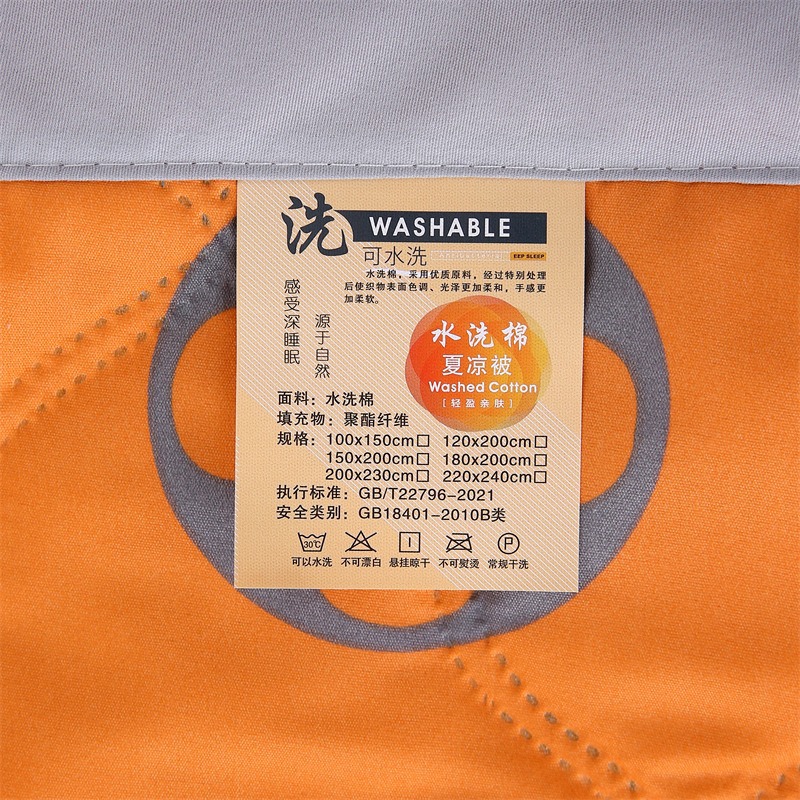 洗 WASHABLE
可水洗 EEP SLEEP
水洗棉，采用优质原料，经过特别处理
后使织物表面色调、光泽更加柔和，手感更
加柔软。
感受深睡眠
源于自然
水洗棉
夏凉被
Washed Cotton
［轻盈亲肤］
面料：水洗棉
填充物：聚酯纤维
规格：100x150cm□ 120x200cm□
150x200cm□ 180x200cm□
200x230cm□ 220x240cm□
执行标准：GB/T22796-2021
安全类别：GB18401-2010B类
30℃ P
可以水洗 不可漂白 悬挂晾干 不可熨烫 常规干洗